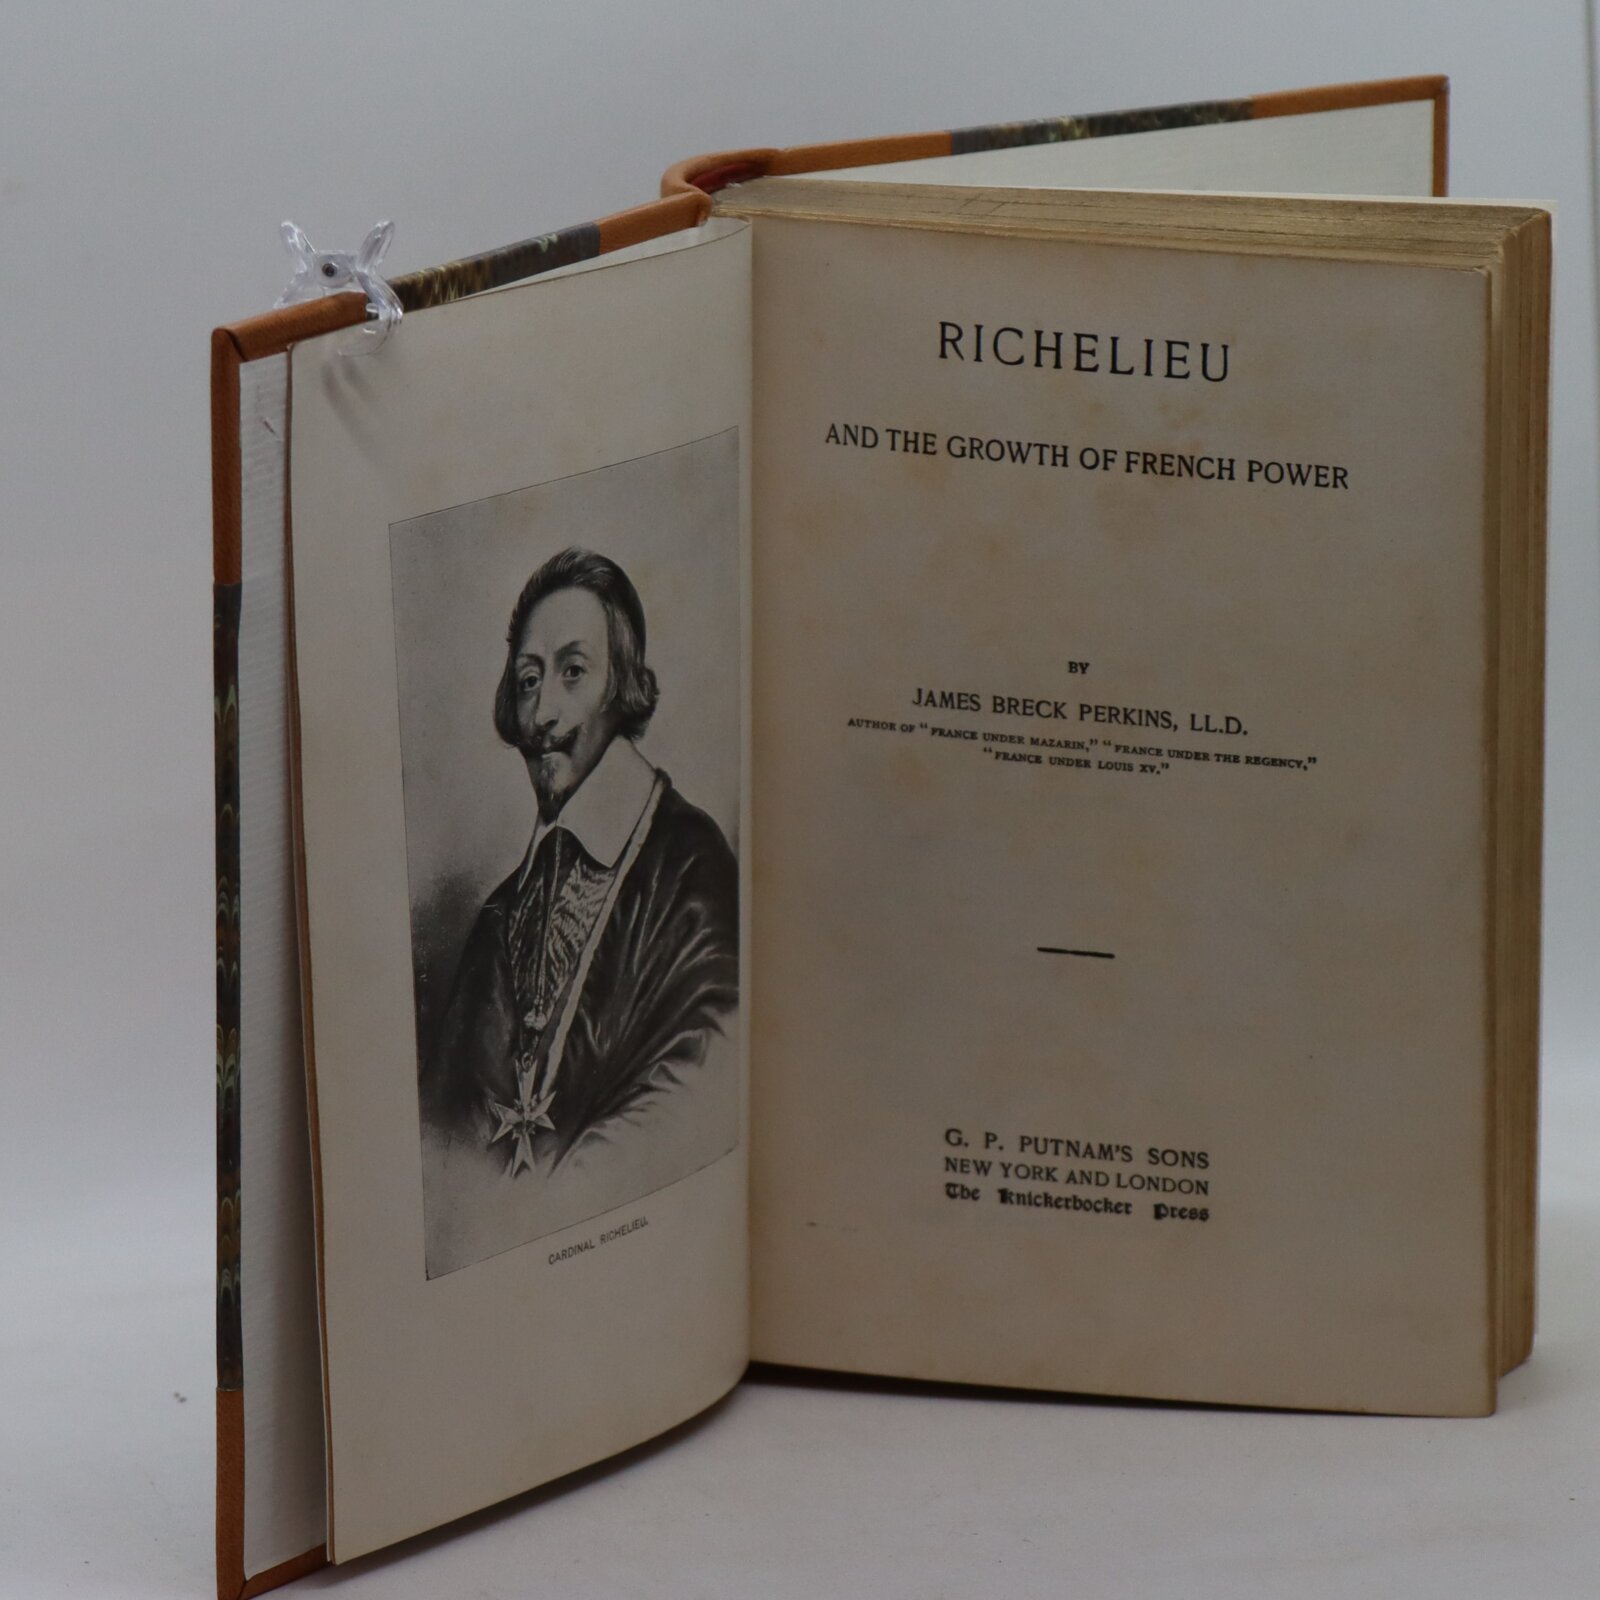 CARDINAL RICHELIEU.
RICHELIEU
AND THE GROWTH OF FRENCH POWER
BY
JAMES BRECK PERKINS, LL.D.
AUTHOR OF "FRANCE UNDER MAZARIN," "FRANCE UNDER THE REGENCY,"
"FRANCE UNDER LOUIS XV."
G. P. PUTNAM'S SONS
NEW YORK AND LONDON
The Knickerbocker Press